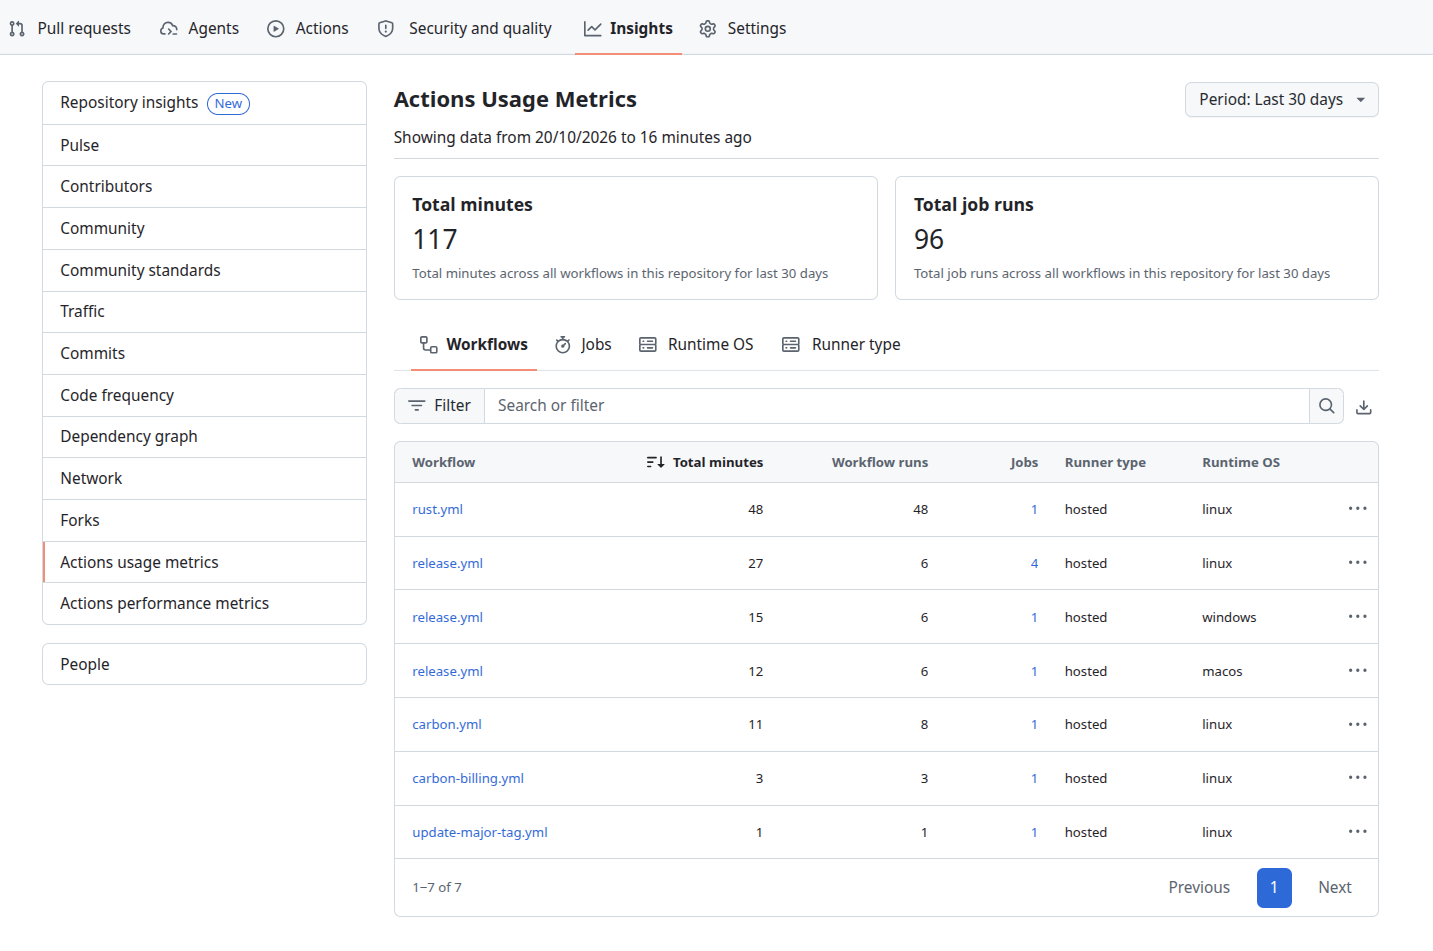 Pull requests Agents Actions Security and quality Insights Settings
Repository insights New
Pulse
Contributors
Community
Community standards
Traffic
Commits
Code frequency
Dependency graph
Network
Forks
Actions usage metrics
Actions performance metrics
People
Actions Usage Metrics
Period: Last 30 days
Showing data from 20/10/2026 to 16 minutes ago
Total minutes
117
Total minutes across all workflows in this repository for last 30 days
Total job runs
96
Total job runs across all workflows in this repository for last 30 days
Workflows Jobs Runtime OS Runner type
Filter Search or filter
Workflow Total minutes Workflow runs Jobs Runner type Runtime OS
rust.yml 48 48 1 hosted linux
release.yml 27 6 4 hosted linux
release.yml 15 6 1 hosted windows
release.yml 12 6 1 hosted macos
carbon.yml 11 8 1 hosted linux
carbon-billing.yml 3 3 1 hosted linux
update-major-tag.yml 1 1 1 hosted linux
1–7 of 7 Previous 1 Next